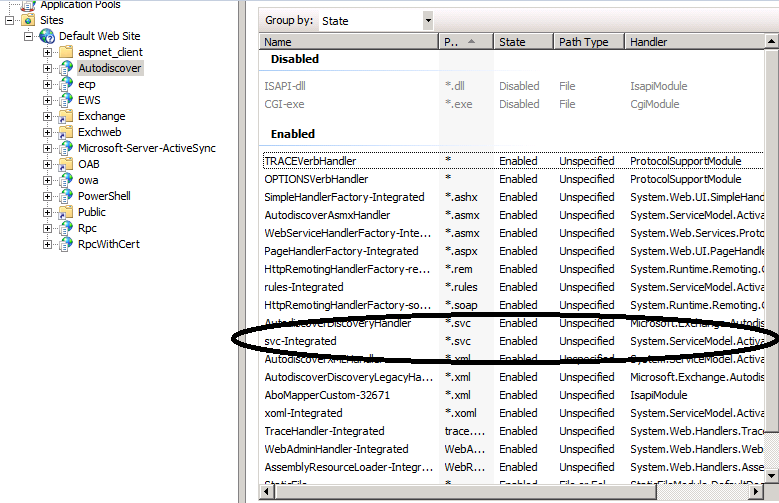 Application Pools
Sites
Default Web Site
aspnet_client
Autodiscover
ecp
EWS
Exchange
Exchweb
Microsoft-Server-ActiveSync
OAB
owa
PowerShell
Public
Rpc
RpcWithCert
Group by: State
Name P.. State Path Type Handler
Disabled
ISAPI-dll *.dll Disabled File IsapiModule
CGI-exe *.exe Disabled File CgiModule
Enabled
TRACEVerbHandler * Enabled Unspecified ProtocolSupportModule
OPTIONSVerbHandler * Enabled Unspecified ProtocolSupportModule
SimpleHandlerFactory-Integrated *.ashx Enabled Unspecified System.Web.UI.SimpleHand
AutodiscoverAsmxHandler *.asmx Enabled Unspecified System.ServiceModel.Activa
WebServiceHandlerFactory-Inte... *.asmx Enabled Unspecified System.Web.Services.Proto
PageHandlerFactory-Integrated *.aspx Enabled Unspecified System.Web.UI.PageHandle
HttpRemotingHandlerFactory-re... *.rem Enabled Unspecified System.Runtime.Remoting.C
rules-Integrated *.rules Enabled Unspecified System.ServiceModel.Activa
HttpRemotingHandlerFactory-so... *.soap Enabled Unspecified System.Runtime.Remoting.C
AutodiscoverDiscoveryHandler *.svc Enabled Unspecified Microsoft.Exchange.Autodis
svc-Integrated *.svc Enabled Unspecified System.ServiceModel.Activa
AutodiscoverXMLHandler *.xml Enabled Unspecified System.ServiceModel.Activa
AutodiscoverDiscoveryLegacyHa... *.xml Enabled Unspecified Microsoft.Exchange.Autodis
AboMapperCustom-32671 *.xml Enabled Unspecified IsapiModule
xoml-Integrated *.xoml Enabled Unspecified System.ServiceModel.Activa
TraceHandler-Integrated trace.... Enabled Unspecified System.Web.Handlers.Trace
WebAdminHandler-Integrated WebA... Enabled Unspecified System.Web.Handlers.Web
AssemblyResourceLoader-Integr... WebR... Enabled Unspecified System.Web.Handlers.Asse
StaticFile * Enabled File or Fol StaticFileModule,DefaultDoc